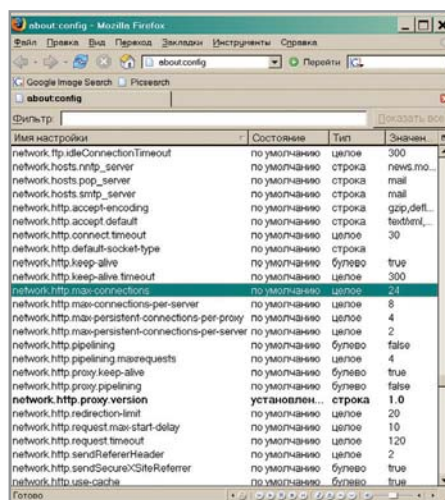 about:config - Mozilla Firefox
Файл Правка Вид Переход Закладки Инструменты Справка
about:config Перейти
Google Image Search Picsearch
about:config
Фильтр: Показать все
Имя настройки Состояние Тип Значен...
network.ftp.idleConnectionTimeout по умолчанию целое 300
network.hosts.nntp_server по умолчанию строка news.mo...
network.hosts.pop_server по умолчанию строка mail
network.hosts.smtp_server по умолчанию строка mail
network.http.accept-encoding по умолчанию строка gzip,defl...
network.http.accept.default по умолчанию строка text/xml,...
network.http.connect.timeout по умолчанию целое 30
network.http.default-socket-type по умолчанию строка
network.http.keep-alive по умолчанию булево true
network.http.keep-alive.timeout по умолчанию целое 300
network.http.max-connections по умолчанию целое 24
network.http.max-connections-per-server по умолчанию целое 8
network.http.max-persistent-connections-per-proxy по умолчанию целое 4
network.http.max-persistent-connections-per-server по умолчанию целое 2
network.http.pipelining по умолчанию булево false
network.http.pipelining.maxrequests по умолчанию целое 4
network.http.proxy.keep-alive по умолчанию булево true
network.http.proxy.pipelining по умолчанию булево false
network.http.proxy.version установлен... строка 1.0
network.http.redirection-limit по умолчанию целое 20
network.http.request.max-start-delay по умолчанию целое 10
network.http.request.timeout по умолчанию целое 120
network.http.sendRefererHeader по умолчанию целое 2
network.http.sendSecureXSiteReferrer по умолчанию булево true
network.http.use-cache по умолчанию булево true
Готово